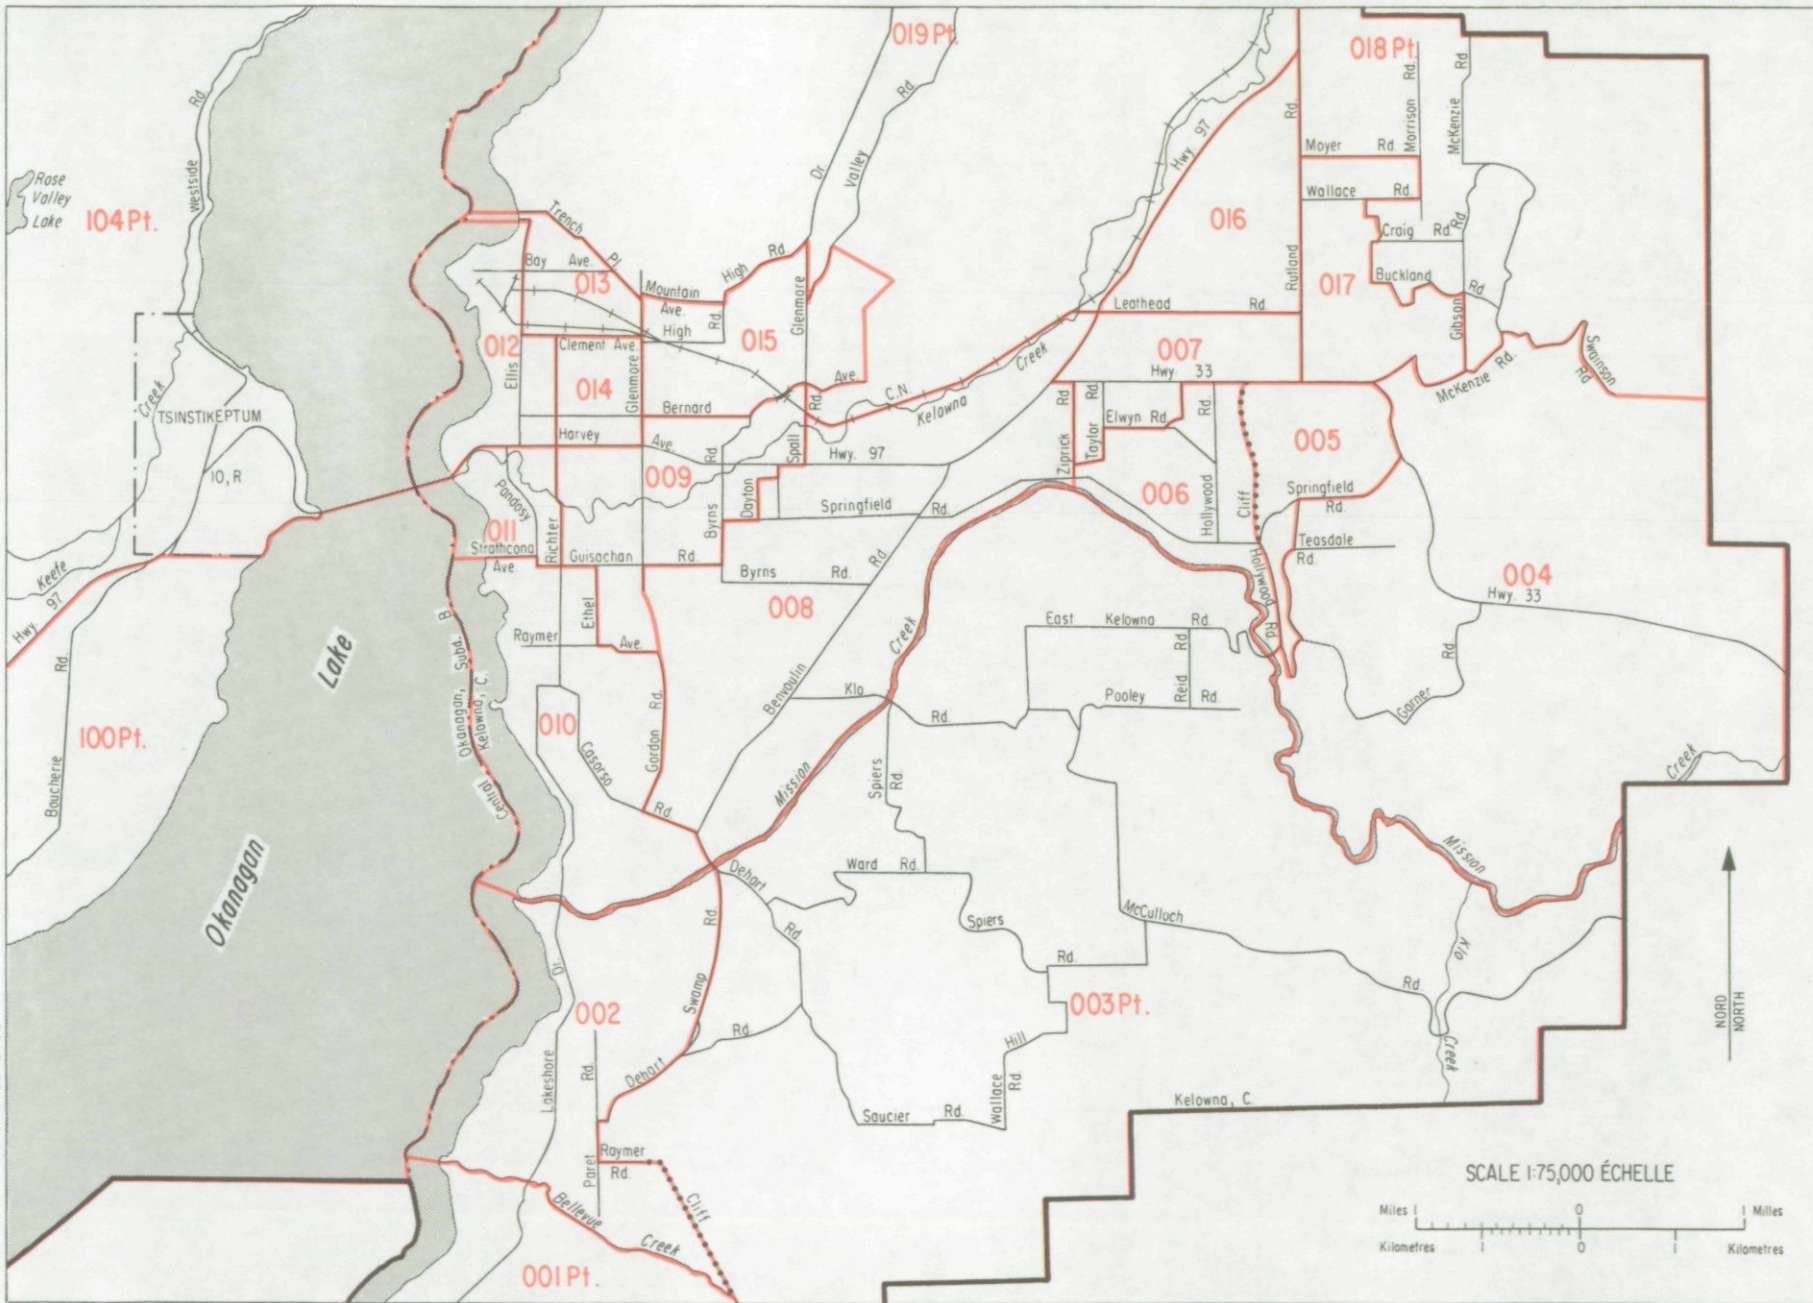 019 Pt.
018 Pt.
Rd.
Morrison
Rd
McKenzie
Rd
Westside
Rose
Valley
Lake
104 Pt.
Dr
Valley
Rd
Hwy. 97
Rd
Rutland
Moyer Rd.
Wallace Rd.
Craig Rd.
Rd
Buckland
Rd
016
017
Trench
Pl
Bay Ave.
013
Mountain
Ave.
High
Rd.
High
Rd.
Glenmore
015
Leathead Rd.
Gibson
McKenzie Rd.
Swainson
Rd
012
Ellis
Clement Ave.
014
Glenmore
Bernard
Ave.
Rd.
C.N.
Kelowna
Creek
007
Hwy. 33
Creek
TSINSTIKEPTUM
10, R
Harvey
Ave.
Rd
009
Spall
Hwy. 97
Ziprick
Rd
Taylor
Rd.
Elwyn Rd
Rd.
Hollywood
006
Cliff
005
Springfield
Rd.
Teasdale
Rd.
Pandosy
011
Strathcona
Ave.
Richter
Guisachan Rd
Byrns
Dayton
Springfield Rd.
Byrns Rd.
Rd
008
Benvoulin
Ethel
Raymer
Ave.
Keefe
Hwy. 97
Rd.
Boucherie
100 Pt.
Lake
Okanagan
Okanagan, Subd. B
Kelowna, C.
Central
010
Casorso
Rd
Gordon Rd.
Creek
Mission
Klo
Rd.
East Kelowna Rd.
Rd
Reid
Pooley Rd.
Hollywood
Rd
004
Hwy. 33
Rd
Garner
Creek
Spiers
Rd.
Ward Rd.
Dehart
Rd
Spiers
Rd.
McCulloch
Rd.
Mission
Klo
Creek
Rd
Swamp
Rd
Dehart
002
Dr.
Lakeshore
Rd.
Paret
Raymer
Rd.
Cliff
Bellevue
Creek
001 Pt.
003 Pt.
Hill
Wallace
Rd.
Saucier Rd.
Kelowna, C.
NORD
NORTH
SCALE 1:75,000 ÉCHELLE
Miles 1 0 1 Milles
Kilometres 1 0 1 Kilometres